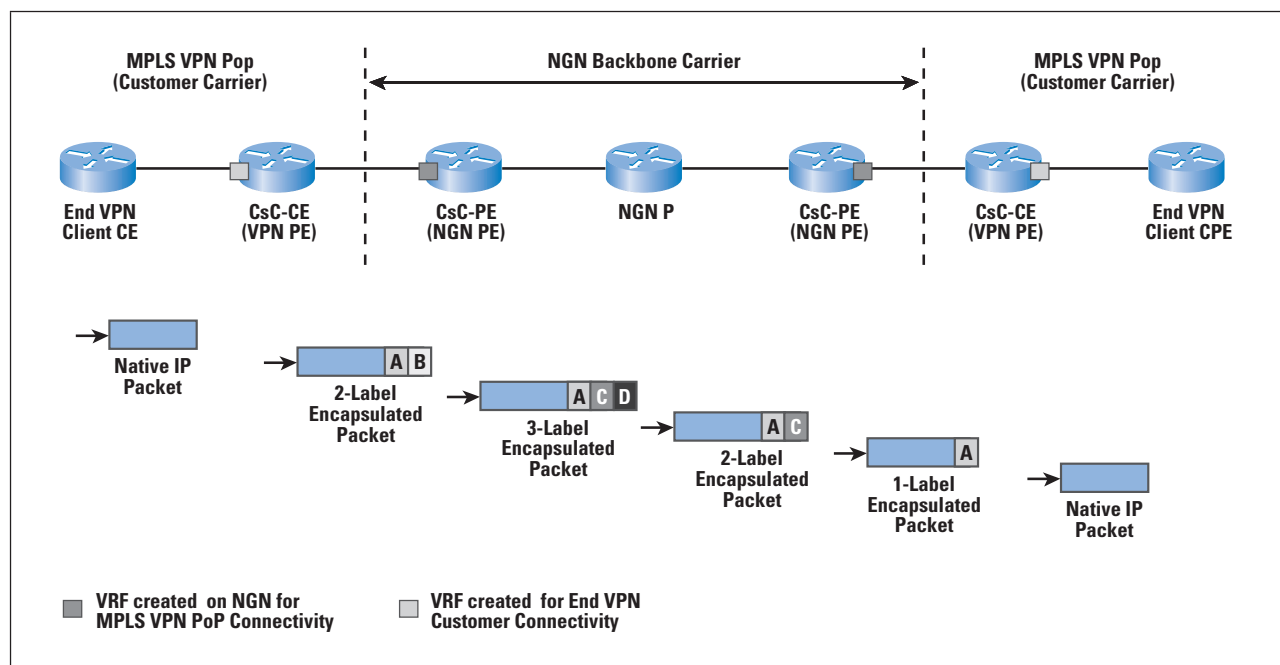 MPLS VPN Pop
(Customer Carrier)
NGN Backbone Carrier
MPLS VPN Pop
(Customer Carrier)
End VPN
Client CE
CsC-CE
(VPN PE)
CsC-PE
(NGN PE)
NGN P
CsC-PE
(NGN PE)
CsC-CE
(VPN PE)
End VPN
Client CPE
Native IP
Packet
A B
2-Label
Encapsulated
Packet
A C D
3-Label
Encapsulated
Packet
A C
2-Label
Encapsulated
Packet
A
1-Label
Encapsulated
Packet
Native IP
Packet
VRF created on NGN for
MPLS VPN PoP Connectivity
VRF created for End VPN
Customer Connectivity